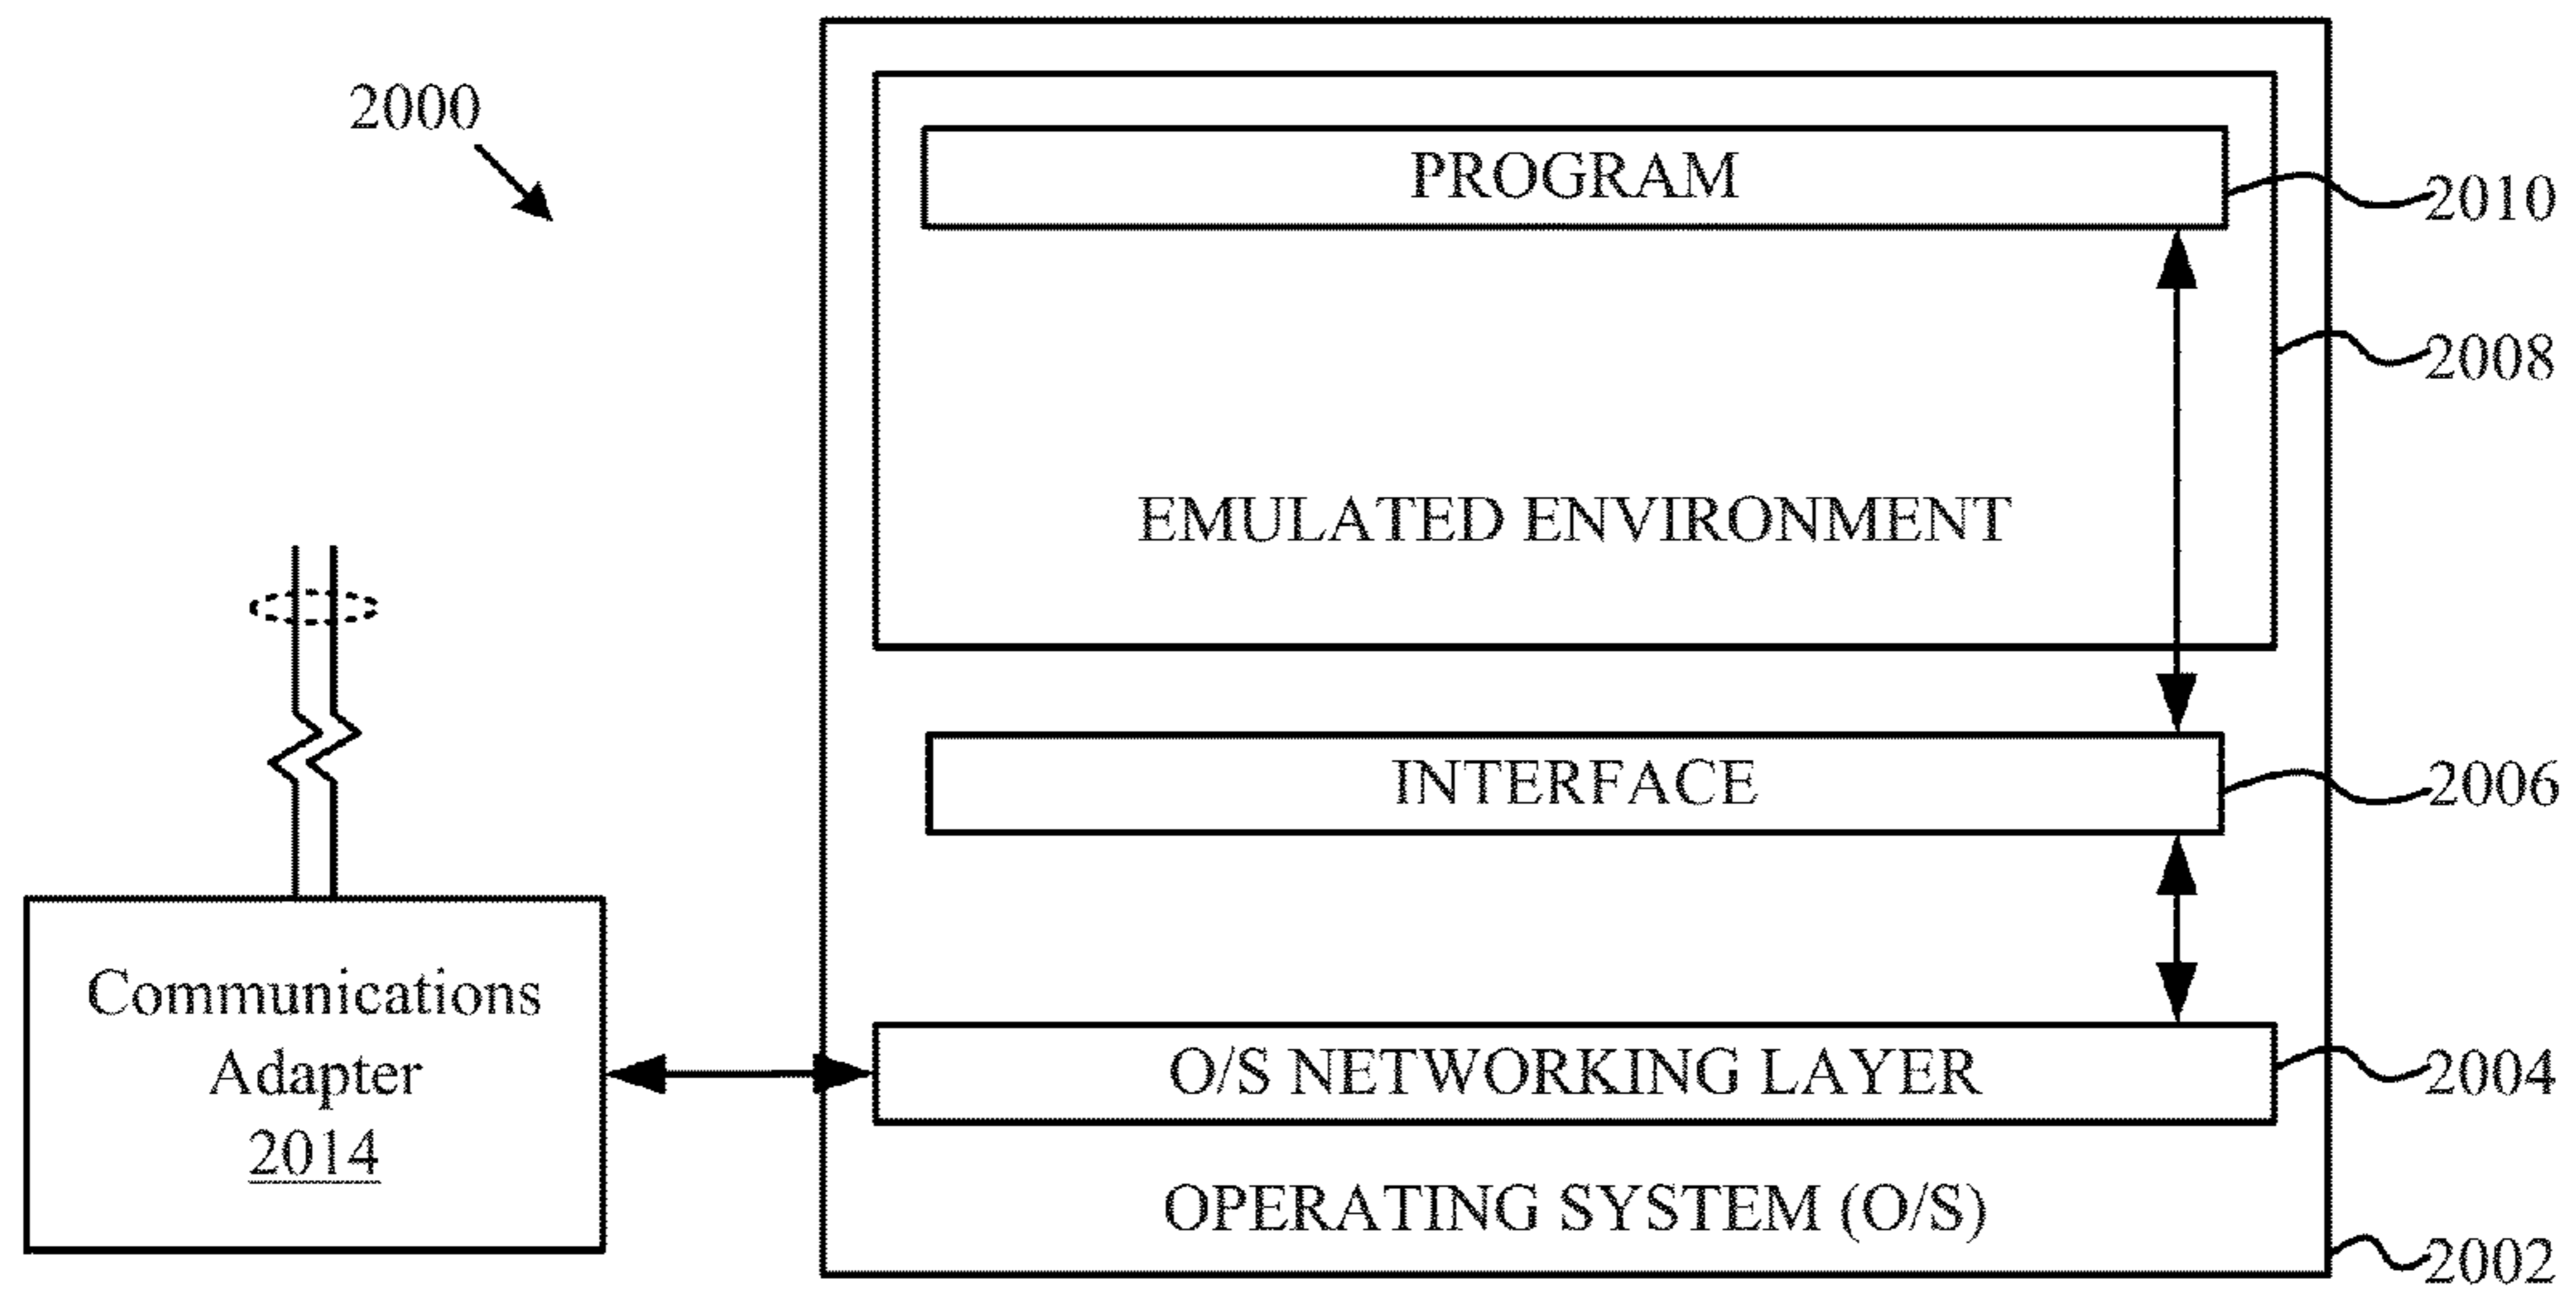 2000
PROGRAM
2010
2008
EMULATED ENVIRONMENT
INTERFACE
2006
Communications
Adapter
2014
O/S NETWORKING LAYER
2004
OPERATING SYSTEM (O/S)
2002